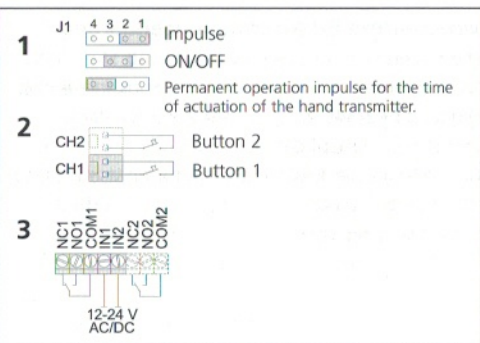 1
J1 4 3 2 1 Impulse
ON/OFF
Permanent operation impulse for the time
of actuation of the hand transmitter.
2
CH2 Button 2
CH1 Button 1
3
NC1 NO1 COM1 IN1 IN2 NC2 NO2 COM2
12-24 V
AC/DC